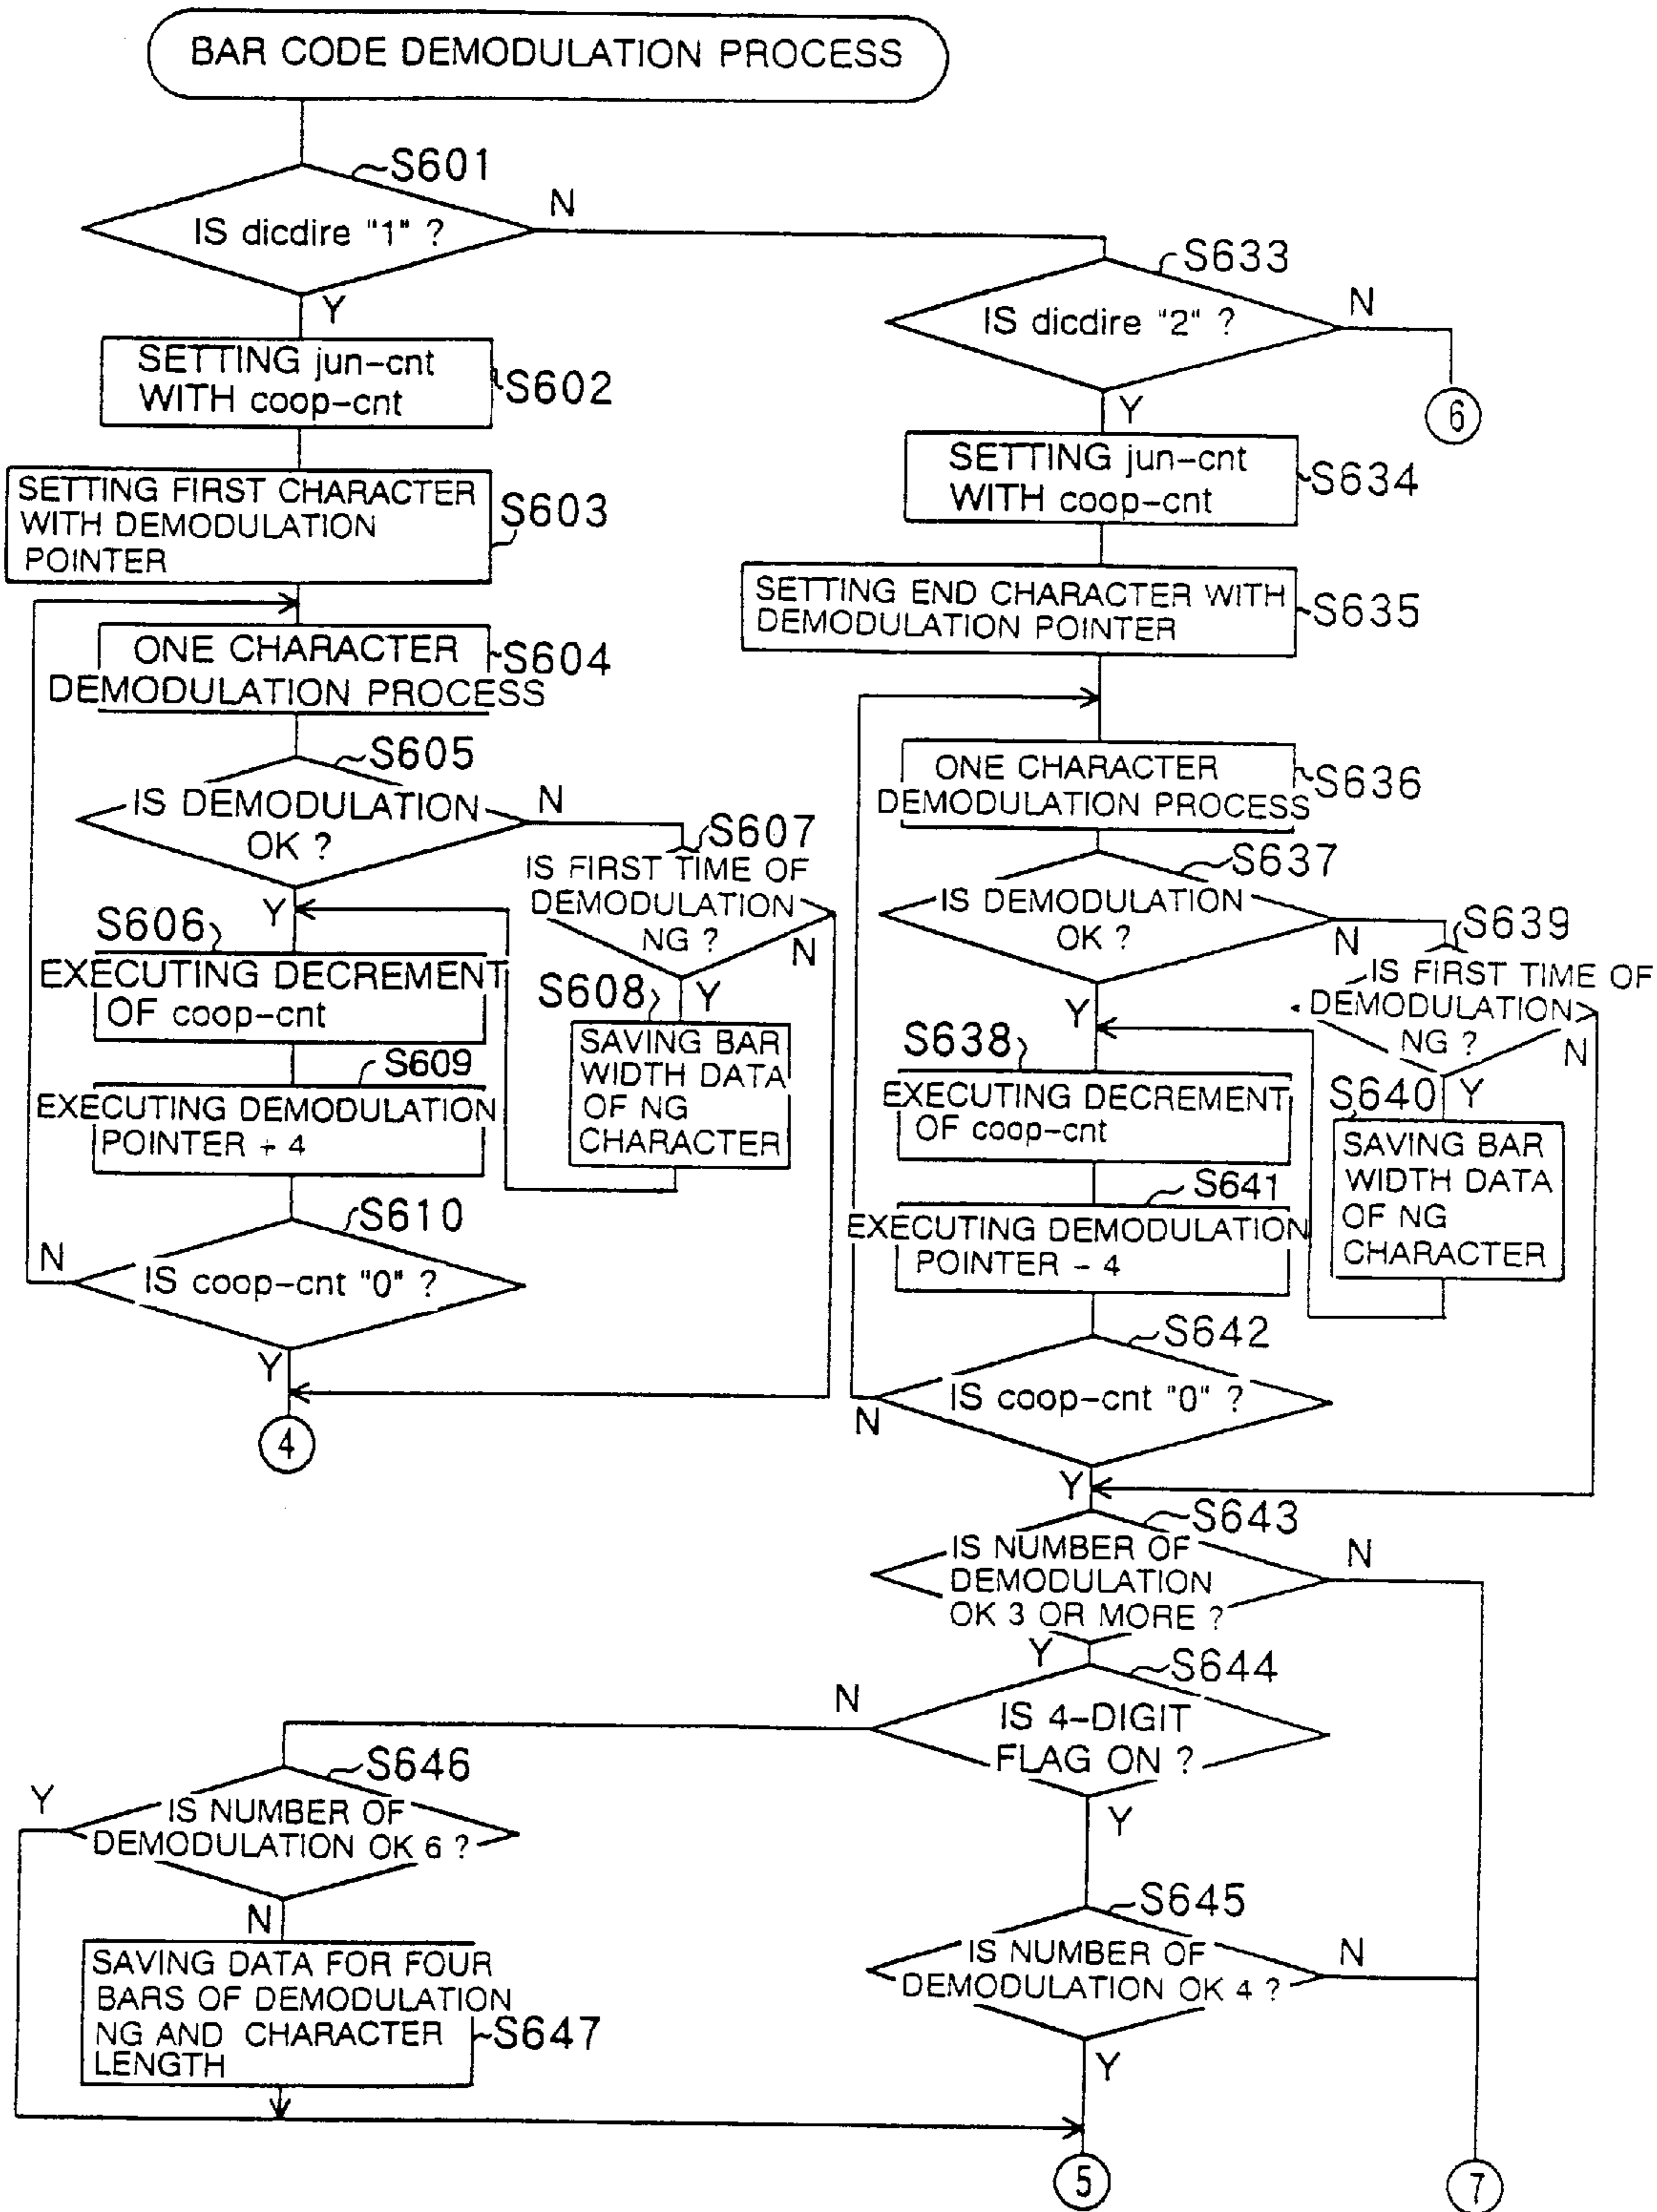 BAR CODE DEMODULATION PROCESS
S601
IS dicdire "1" ?
N
Y
SETTING jun-cnt
WITH coop-cnt
S602
SETTING FIRST CHARACTER
WITH DEMODULATION
POINTER
S603
ONE CHARACTER
DEMODULATION PROCESS
S604
S605
IS DEMODULATION
OK ?
N
Y
S607
IS FIRST TIME OF
DEMODULATION
NG ?
N
Y
S606
EXECUTING DECREMENT
OF coop-cnt
S608
SAVING BAR
WIDTH DATA
OF NG
CHARACTER
S609
EXECUTING DEMODULATION
POINTER + 4
S610
IS coop-cnt "0" ?
N
Y
4
S633
IS dicdire "2" ?
N
6
Y
SETTING jun-cnt
WITH coop-cnt
S634
SETTING END CHARACTER WITH
DEMODULATION POINTER
S635
ONE CHARACTER
DEMODULATION PROCESS
S636
S637
IS DEMODULATION
OK ?
N
Y
S639
IS FIRST TIME OF
DEMODULATION
NG ?
N
Y
S638
EXECUTING DECREMENT
OF coop-cnt
S640
SAVING BAR
WIDTH DATA
OF NG
CHARACTER
S641
EXECUTING DEMODULATION
POINTER - 4
S642
IS coop-cnt "0" ?
N
Y
S643
IS NUMBER OF
DEMODULATION
OK 3 OR MORE ?
N
Y
S644
IS 4-DIGIT
FLAG ON ?
N
Y
S646
IS NUMBER OF
DEMODULATION OK 6 ?
Y
N
S645
IS NUMBER OF
DEMODULATION OK 4 ?
N
Y
SAVING DATA FOR FOUR
BARS OF DEMODULATION
NG AND CHARACTER
LENGTH
S647
5
7